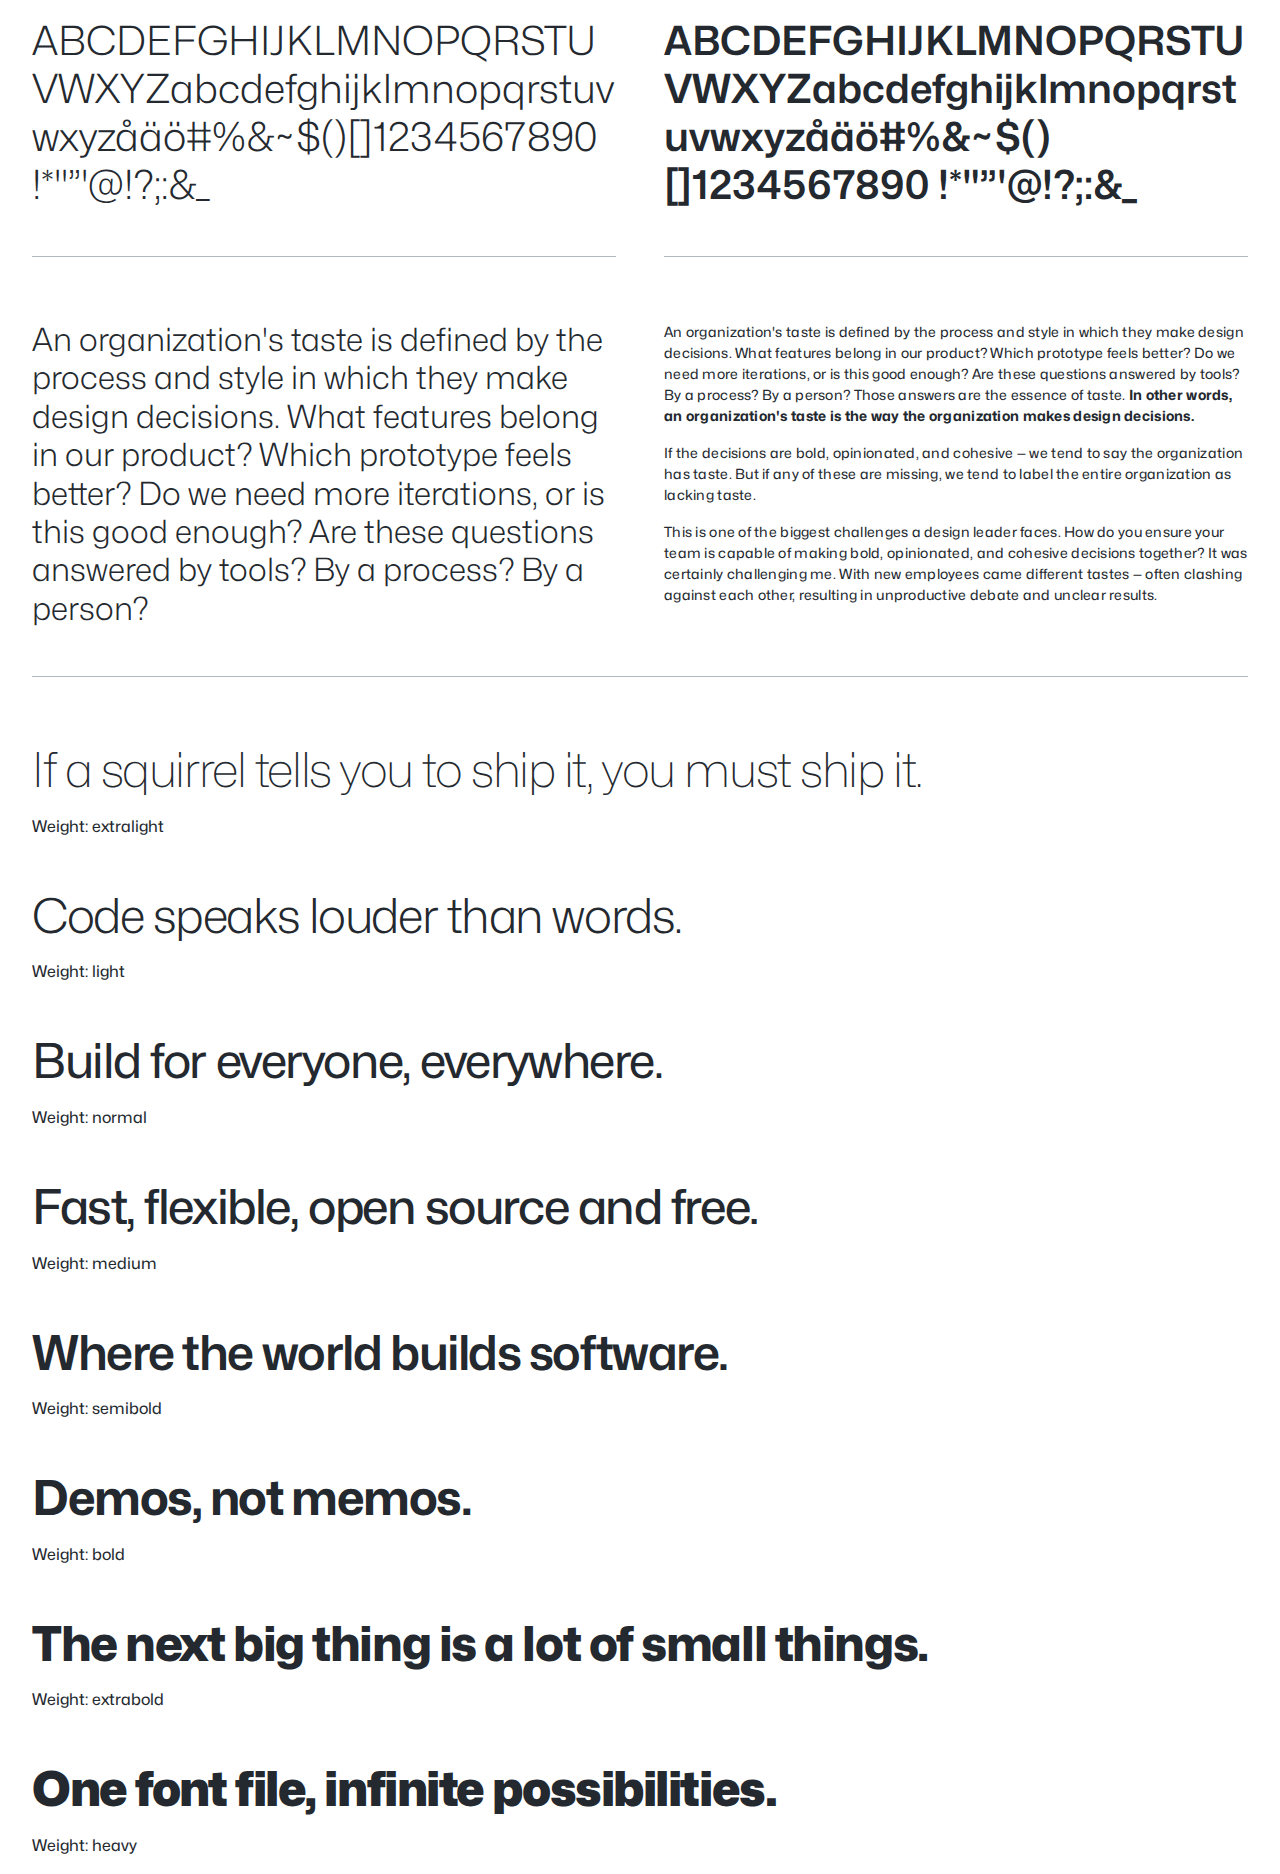 ABCDEFGHIJKLMNOPQRSTU
VWXYZabcdefghijklmnopqrstuv
wxyzåäö#%&~$()[]1234567890
!*"”'@!?;:&_
ABCDEFGHIJKLMNOPQRSTU
VWXYZabcdefghijklmnopqrst
uvwxyzåäö#%&~$()
[]1234567890 !*"”'@!?;:&_
An organization's taste is defined by the
process and style in which they make
design decisions. What features belong
in our product? Which prototype feels
better? Do we need more iterations, or is
this good enough? Are these questions
answered by tools? By a process? By a
person?
An organization's taste is defined by the process and style in which they make design
decisions. What features belong in our product? Which prototype feels better? Do we
need more iterations, or is this good enough? Are these questions answered by tools?
By a process? By a person? Those answers are the essence of taste. In other words,
an organization's taste is the way the organization makes design decisions.
If the decisions are bold, opinionated, and cohesive — we tend to say the organization
has taste. But if any of these are missing, we tend to label the entire organization as
lacking taste.
This is one of the biggest challenges a design leader faces. How do you ensure your
team is capable of making bold, opinionated, and cohesive decisions together? It was
certainly challenging me. With new employees came different tastes — often clashing
against each other, resulting in unproductive debate and unclear results.
If a squirrel tells you to ship it, you must ship it.
Weight: extralight
Code speaks louder than words.
Weight: light
Build for everyone, everywhere.
Weight: normal
Fast, flexible, open source and free.
Weight: medium
Where the world builds software.
Weight: semibold
Demos, not memos.
Weight: bold
The next big thing is a lot of small things.
Weight: extrabold
One font file, infinite possibilities.
Weight: heavy